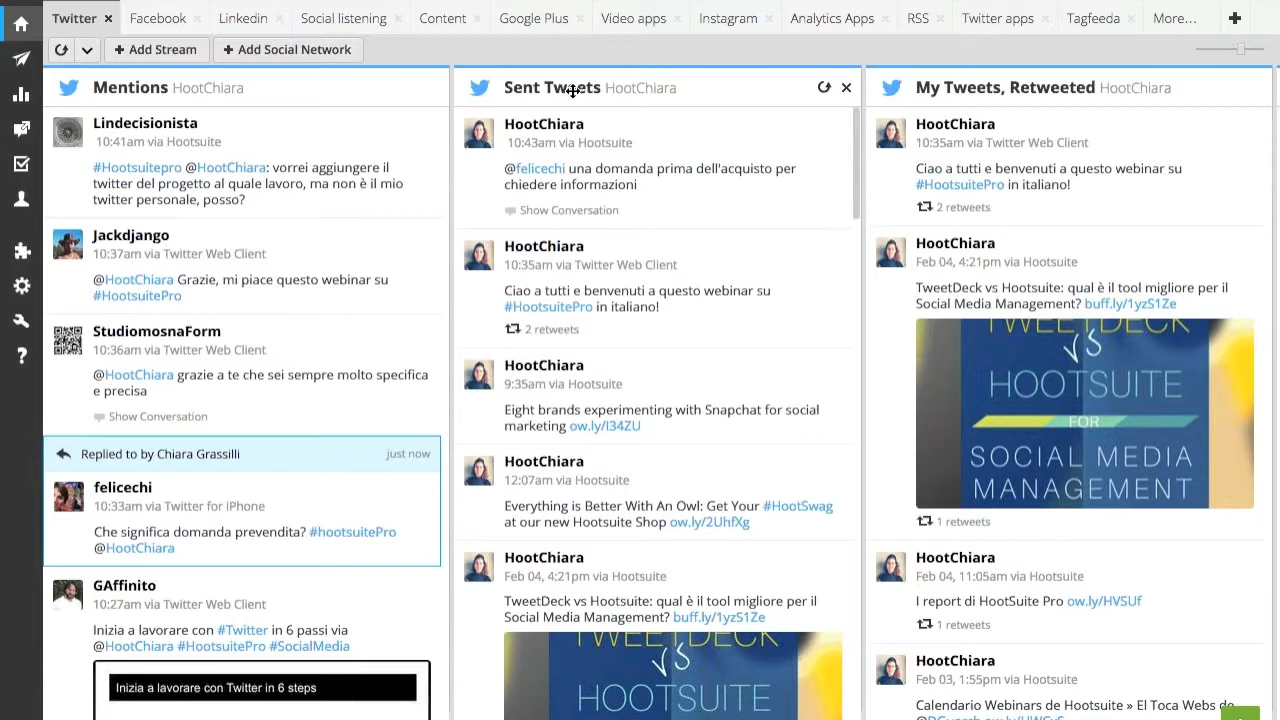 Twitter × Facebook × Linkedin × Social listening × Content × Google Plus × Video apps × Instagram × Analytics Apps × RSS × Twitter apps × Tagfeeda × More...
Add Stream
Add Social Network
Mentions HootChiara
Lindecisionista
10:41am via Hootsuite
#Hootsuitepro @HootChiara: vorrei aggiungere il
twitter del progetto al quale lavoro, ma non è il mio
twitter personale, posso?
Jackdjango
10:37am via Twitter Web Client
@HootChiara Grazie, mi piace questo webinar su
#HootsuitePro
StudiomosnaForm
10:36am via Twitter Web Client
@HootChiara grazie a te che sei sempre molto specifica
e precisa
Show Conversation
Replied to by Chiara Grassilli just now
felicechi
10:33am via Twitter for iPhone
Che significa domanda prevendita? #hootsuitePro
@HootChiara
GAffinito
10:27am via Twitter Web Client
Inizia a lavorare con #Twitter in 6 passi via
@HootChiara #HootsuitePro #SocialMedia
Inizia a lavorare con Twitter in 6 steps
Sent Tweets HootChiara
HootChiara
10:43am via Hootsuite
@felicechi una domanda prima dell'acquisto per
chiedere informazioni
Show Conversation
HootChiara
10:35am via Twitter Web Client
Ciao a tutti e benvenuti a questo webinar su
#HootsuitePro in italiano!
2 retweets
HootChiara
9:35am via Hootsuite
Eight brands experimenting with Snapchat for social
marketing ow.ly/I34ZU
HootChiara
12:07am via Hootsuite
Everything is Better With An Owl: Get Your #HootSwag
at our new Hootsuite Shop ow.ly/2UhfXg
HootChiara
Feb 04, 4:21pm via Hootsuite
TweetDeck vs Hootsuite: qual è il tool migliore per il
Social Media Management? buff.ly/1yzS1Ze
TWEETDECK
VS
HOOTSUITE
My Tweets, Retweeted HootChiara
HootChiara
10:35am via Twitter Web Client
Ciao a tutti e benvenuti a questo webinar su
#HootsuitePro in italiano!
2 retweets
HootChiara
Feb 04, 4:21pm via Hootsuite
TweetDeck vs Hootsuite: qual è il tool migliore per il
Social Media Management? buff.ly/1yzS1Ze
TWEETDECK
VS
HOOTSUITE
FOR
SOCIAL MEDIA
MANAGEMENT
1 retweets
HootChiara
Feb 04, 11:05am via Hootsuite
I report di HootSuite Pro ow.ly/HVSUf
1 retweets
HootChiara
Feb 03, 1:55pm via Hootsuite
Calendario Webinars de Hootsuite » El Toca Webs de